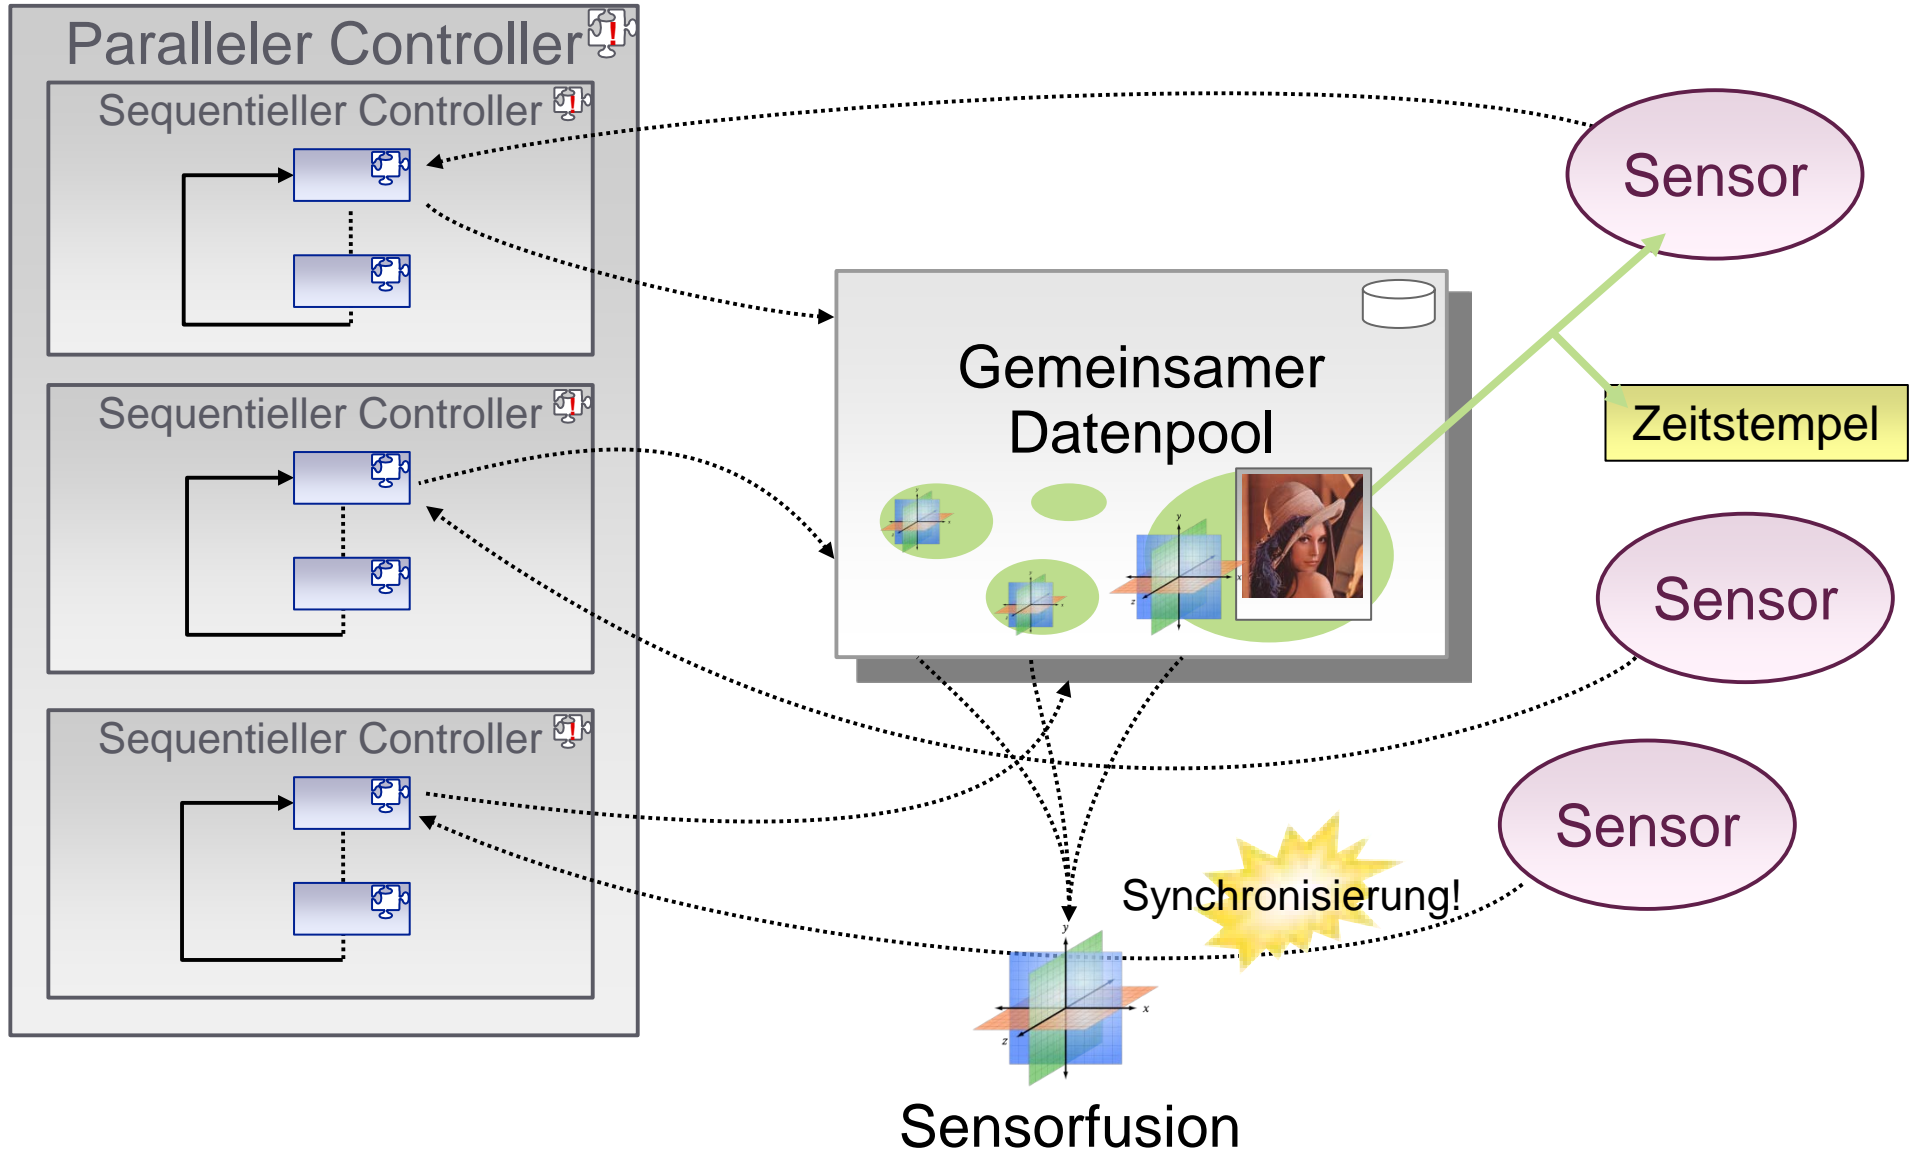 Paralleler Controller
Sequentieller Controller
Sensor
Gemeinsamer
Datenpool
Zeitstempel
Sequentieller Controller
y
x
z
Sensor
Sequentieller Controller
Sensor
Synchronisierung!
y
x
z
Sensorfusion